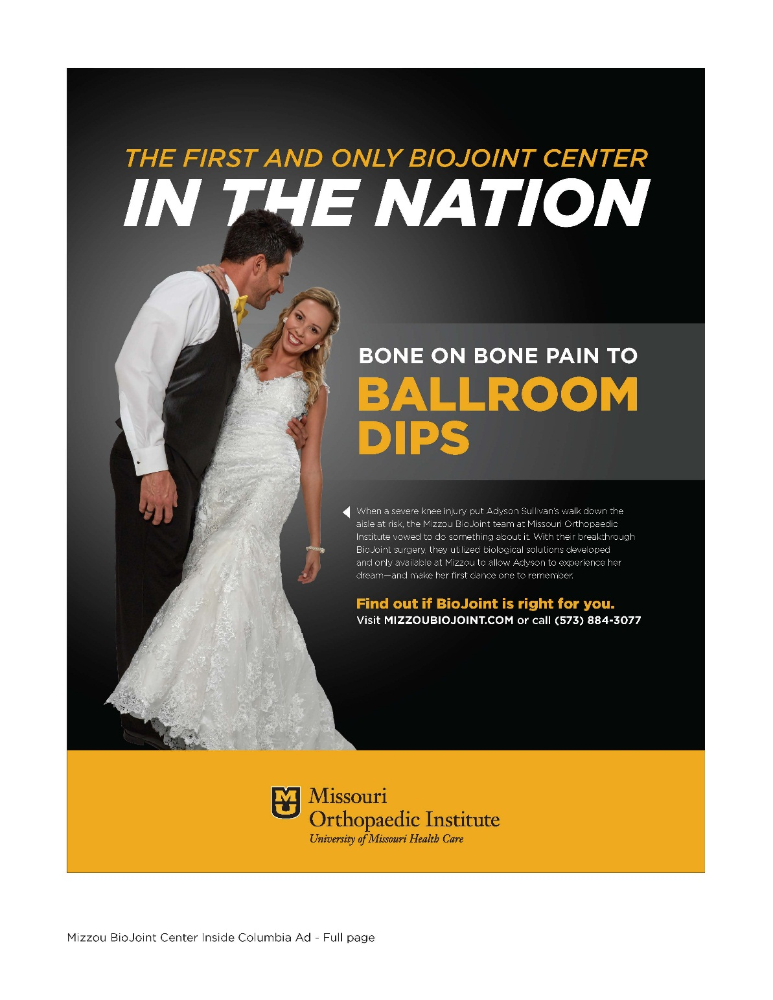 THE FIRST AND ONLY BIOJOINT CENTER
IN THE NATION
BONE ON BONE PAIN TO
BALLROOM
DIPS
When a severe knee injury put Adyson Sullivan's walk down the
aisle at risk, the Mizzou BioJoint team at Missouri Orthopaedic
Institute vowed to do something about it. With their breakthrough
BioJoint surgery, they utilized biological solutions developed
and only available at Mizzou to allow Adyson to experience her
dream—and make her first dance one to remember.
Find out if BioJoint is right for you.
Visit MIZZOUBIOJOINT.COM or call (573) 884-3077
MU
Missouri
Orthopaedic Institute
University of Missouri Health Care
Mizzou BioJoint Center Inside Columbia Ad - Full page